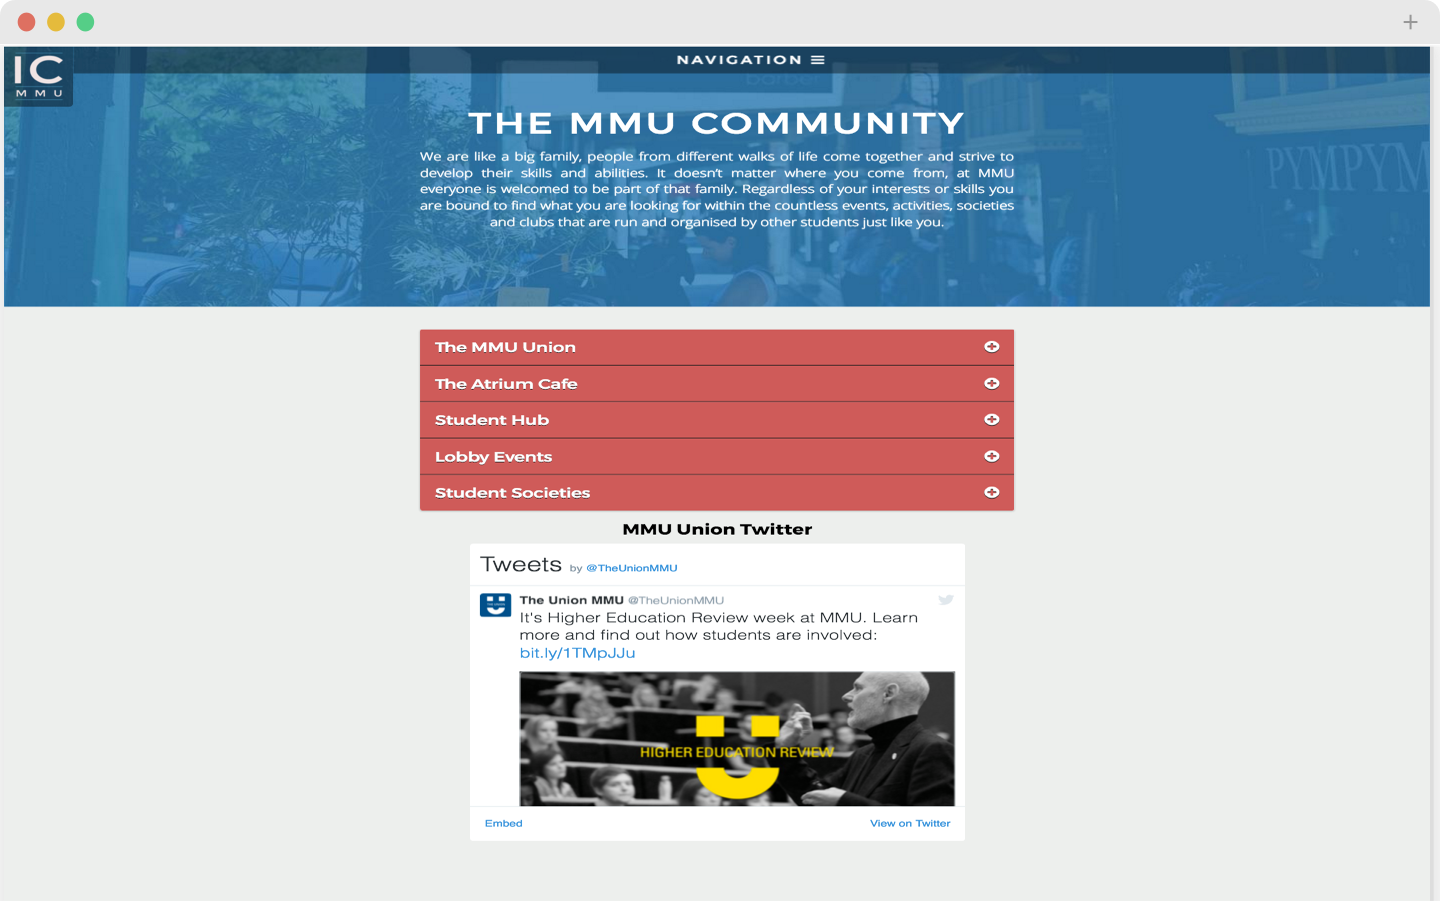 IC
MMU
NAVIGATION
THE MMU COMMUNITY
We are like a big family, people from different walks of life come together and strive to
develop their skills and abilities. It doesn't matter where you come from, at MMU
everyone is welcomed to be part of that family. Regardless of your interests or skills you
are bound to find what you are looking for within the countless events, activities, societies
and clubs that are run and organised by other students just like you.
PYMPYM
The MMU Union
The Atrium Cafe
Student Hub
Lobby Events
Student Societies
MMU Union Twitter
Tweets by @TheUnionMMU
The Union MMU @TheUnionMMU
It's Higher Education Review week at MMU. Learn
more and find out how students are involved:
bit.ly/1TMpJJu
HIGHER EDUCATION REVIEW
Embed
View on Twitter